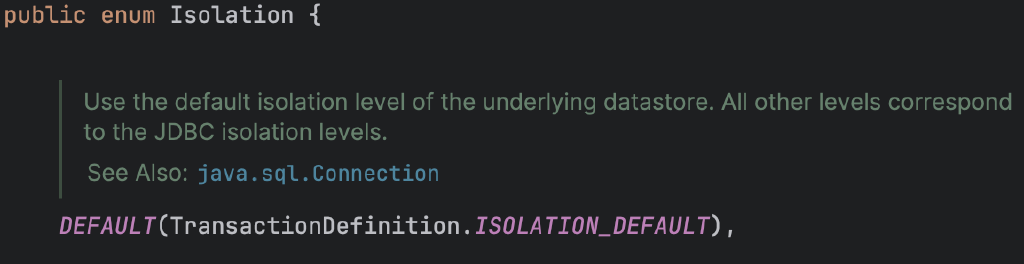 public enum Isolation {
Use the default isolation level of the underlying datastore. All other levels correspond
to the JDBC isolation levels.
See Also: java.sql.Connection
DEFAULT(TransactionDefinition.ISOLATION_DEFAULT),